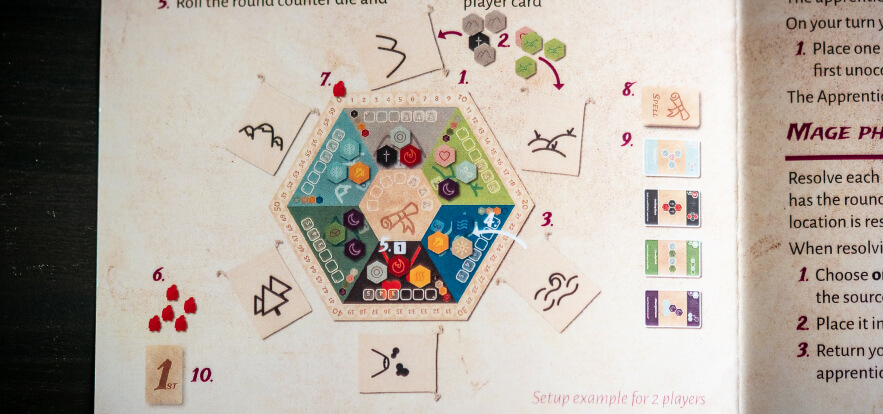 5. Roll the round counter die and
player card
2.
7.
1.
8.
SPELL
9.
3.
5.
1
6.
1ST
10.
Setup example for 2 players
The apprentic
On your turn y
1. Place one
first unocc
The Apprentic
MAGE PH
Resolve each
has the round
location is res
When resolvi
1. Choose o
the source
2. Place it in
3. Return yo
apprentic